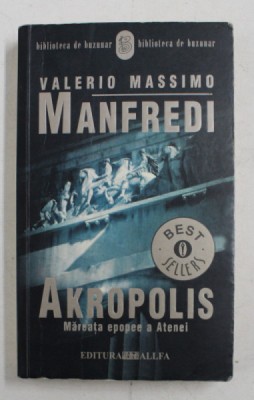 biblioteca de buzunar biblioteca de buzunar
VALERIO MASSIMO
MANFREDI
BEST
SELLERS
AKROPOLIS
Măreața epopee a Atenei
EDITURA ALLFA